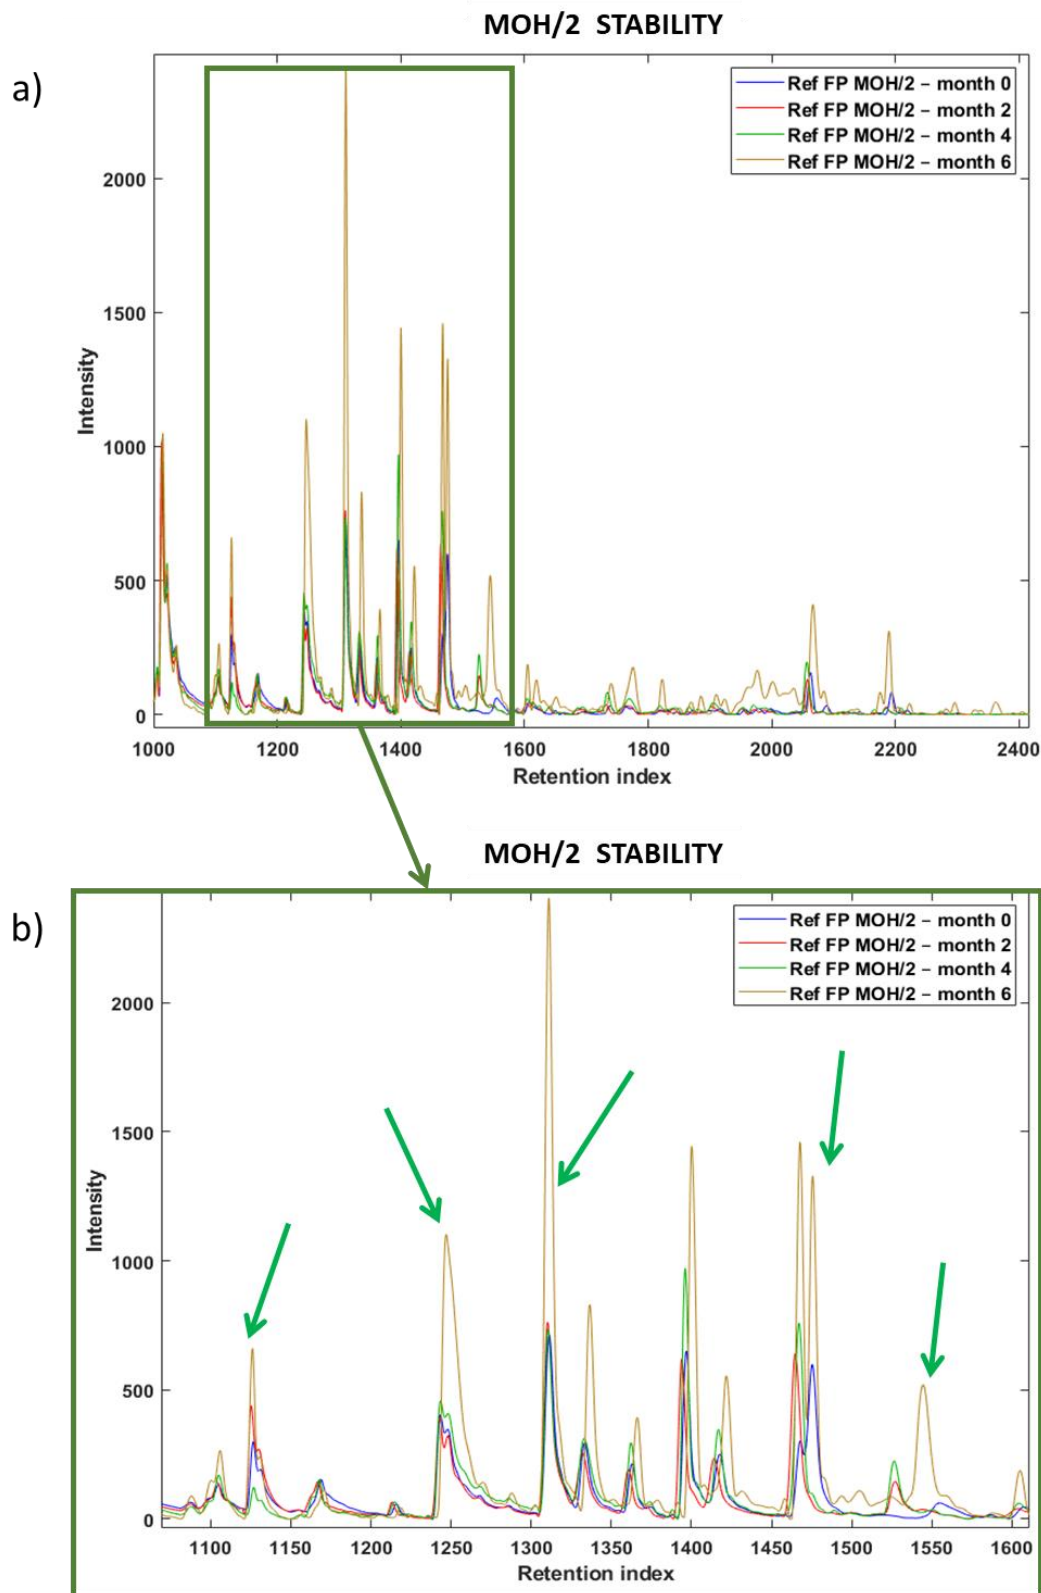 MOH/2 STABILITY
a)
Ref FP MOH/2 – month 0
Ref FP MOH/2 – month 2
Ref FP MOH/2 – month 4
Ref FP MOH/2 – month 6
2000
1500
1000
500
0
Intensity
1000 1200 1400 1600 1800 2000 2200 2400
Retention index
MOH/2 STABILITY
b)
Ref FP MOH/2 – month 0
Ref FP MOH/2 – month 2
Ref FP MOH/2 – month 4
Ref FP MOH/2 – month 6
2000
1500
1000
500
0
Intensity
1100 1150 1200 1250 1300 1350 1400 1450 1500 1550 1600
Retention index